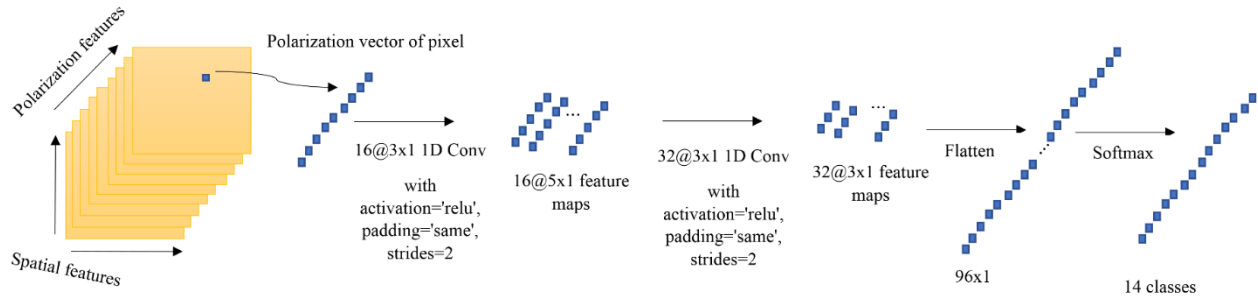 Polarization features
Spatial features
Polarization vector of pixel
16@3x1 1D Conv
with
activation='relu',
padding='same',
strides=2
...
16@5x1 feature
maps
32@3x1 1D Conv
with
activation='relu',
padding='same',
strides=2
...
32@3x1 feature
maps
Flatten
...
96x1
Softmax
14 classes